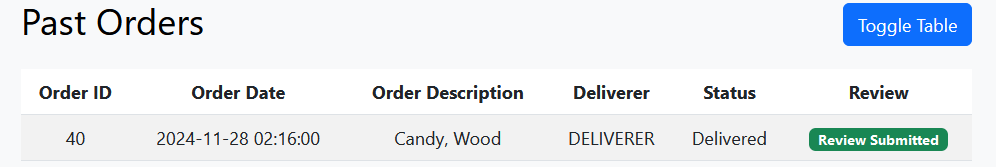 Past Orders
Toggle Table
Order ID Order Date Order Description Deliverer Status Review
40 2024-11-28 02:16:00 Candy, Wood DELIVERER Delivered Review Submitted